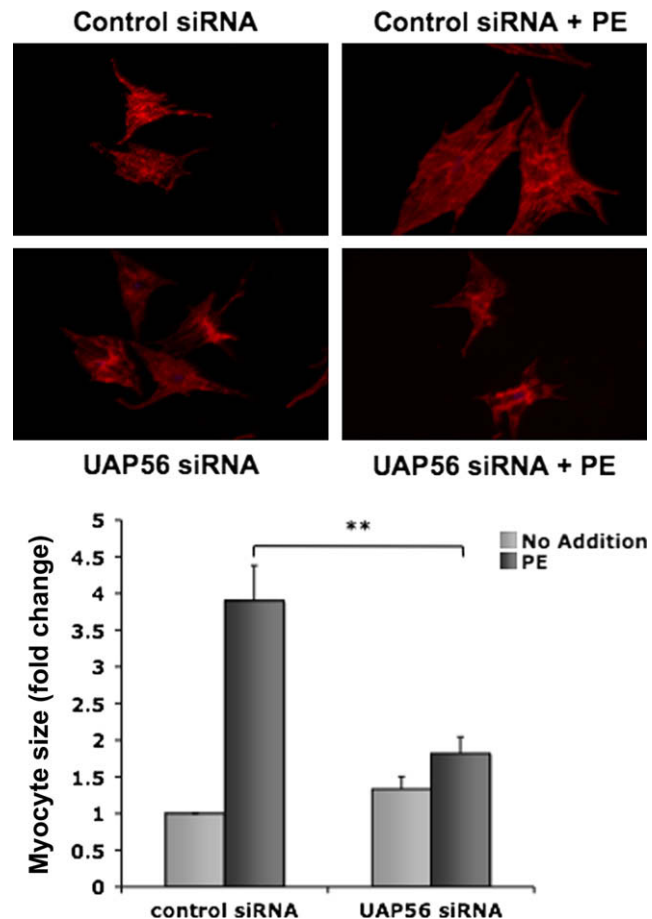 Control siRNA
Control siRNA + PE
UAP56 siRNA
UAP56 siRNA + PE
Myocyte size (fold change)
5
4.5
4
3.5
3
2.5
2
1.5
1
0.5
0
**
No Addition
PE
control siRNA
UAP56 siRNA